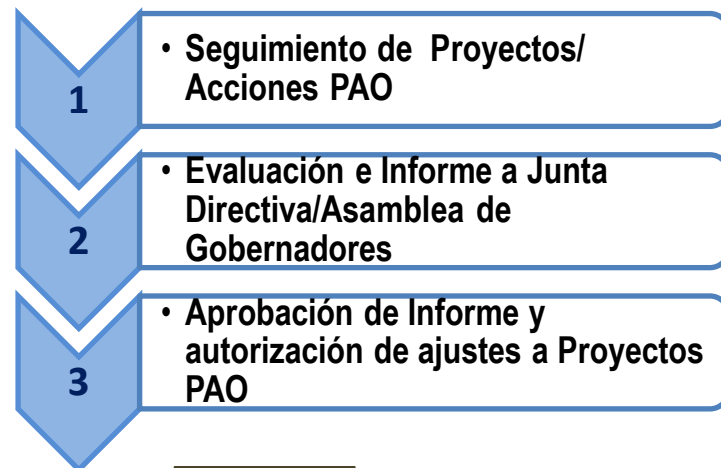 1
• Seguimiento de Proyectos/
Acciones PAO
2
• Evaluación e Informe a Junta
Directiva/Asamblea de
Gobernadores
3
• Aprobación de Informe y
autorización de ajustes a Proyectos
PAO